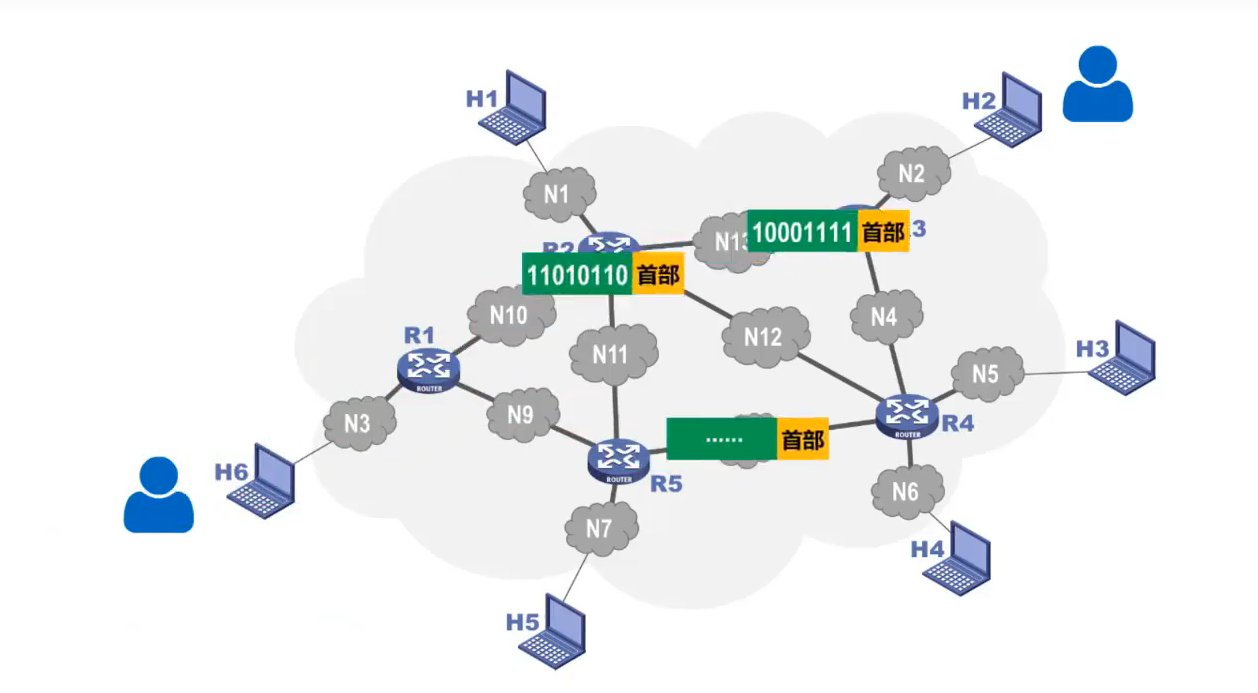 H1
H2
N2
N1
R2
N13
10001111 首部
3
11010110 首部
N10
N11
N12
N4
R1
ROUTER
H3
N5
N3
N9
R4
ROUTER
...... 首部
H6
R5
ROUTER
N6
N7
H4
H5